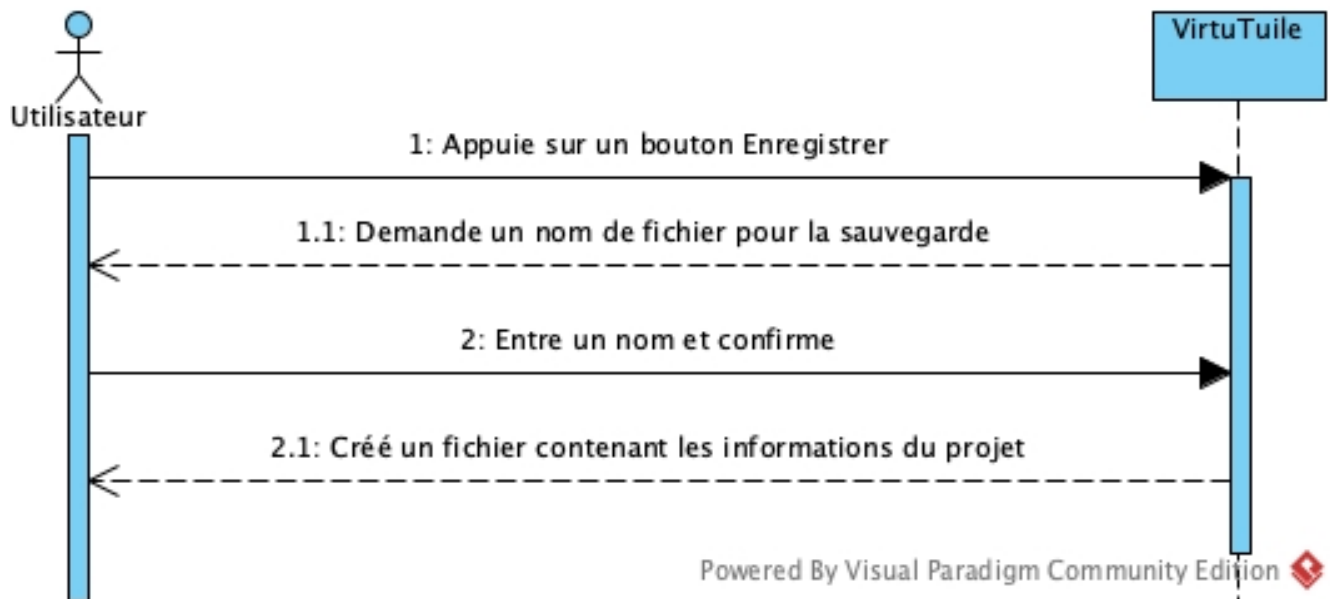 VirtuTuile
Utilisateur
1: Appuie sur un bouton Enregistrer
1.1: Demande un nom de fichier pour la sauvegarde
2: Entre un nom et confirme
2.1: Créé un fichier contenant les informations du projet
Powered By Visual Paradigm Community Edition